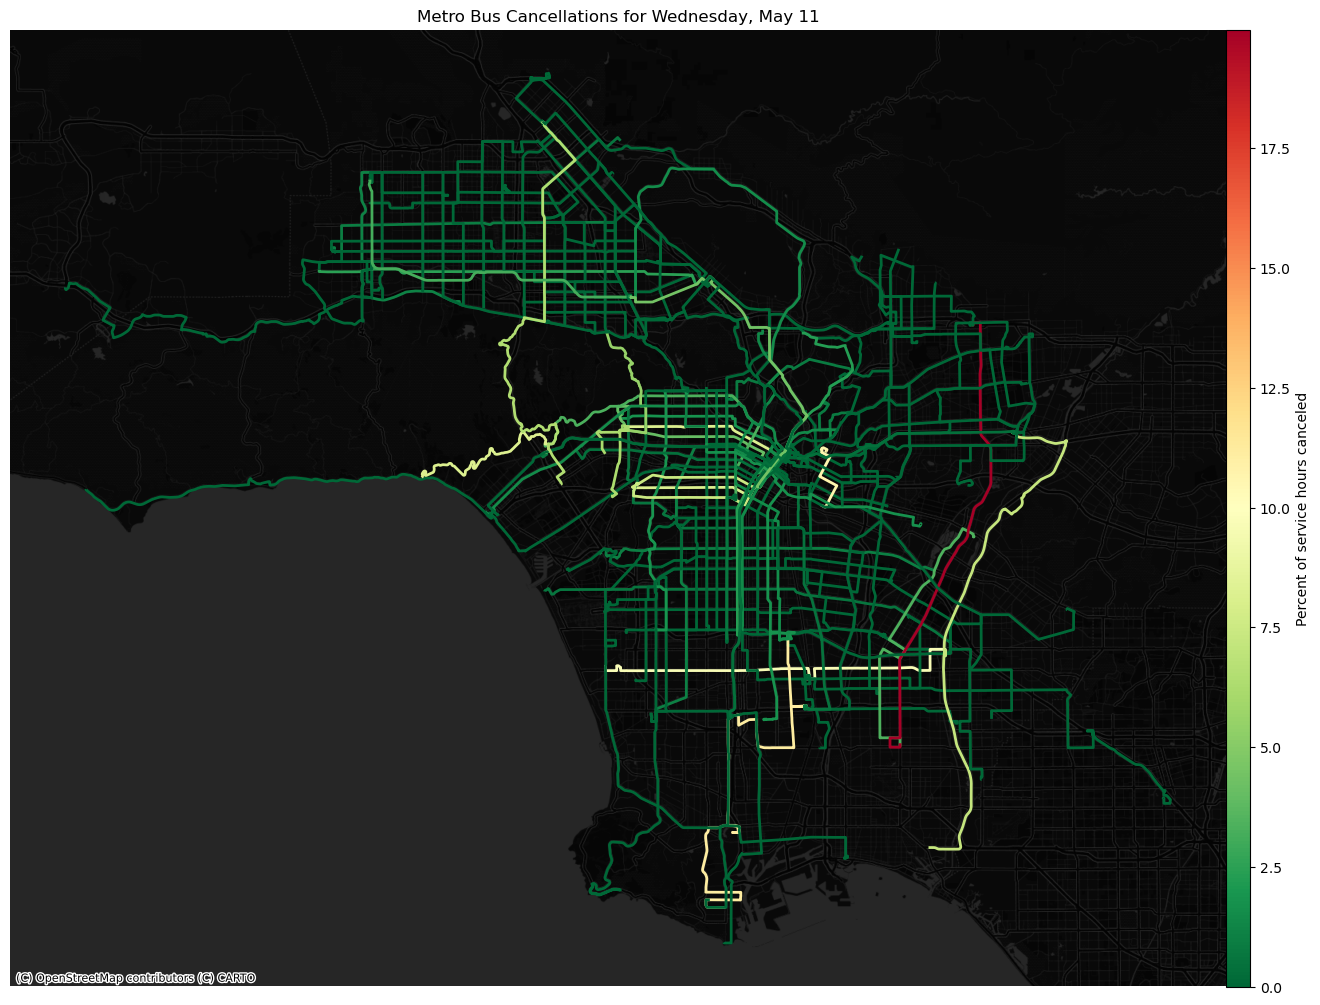 Metro Bus Cancellations for Wednesday, May 11
17.5
15.0
12.5
10.0
7.5
5.0
2.5
0.0
Percent of service hours canceled
(C) OpenStreetMap contributors (C) CARTO